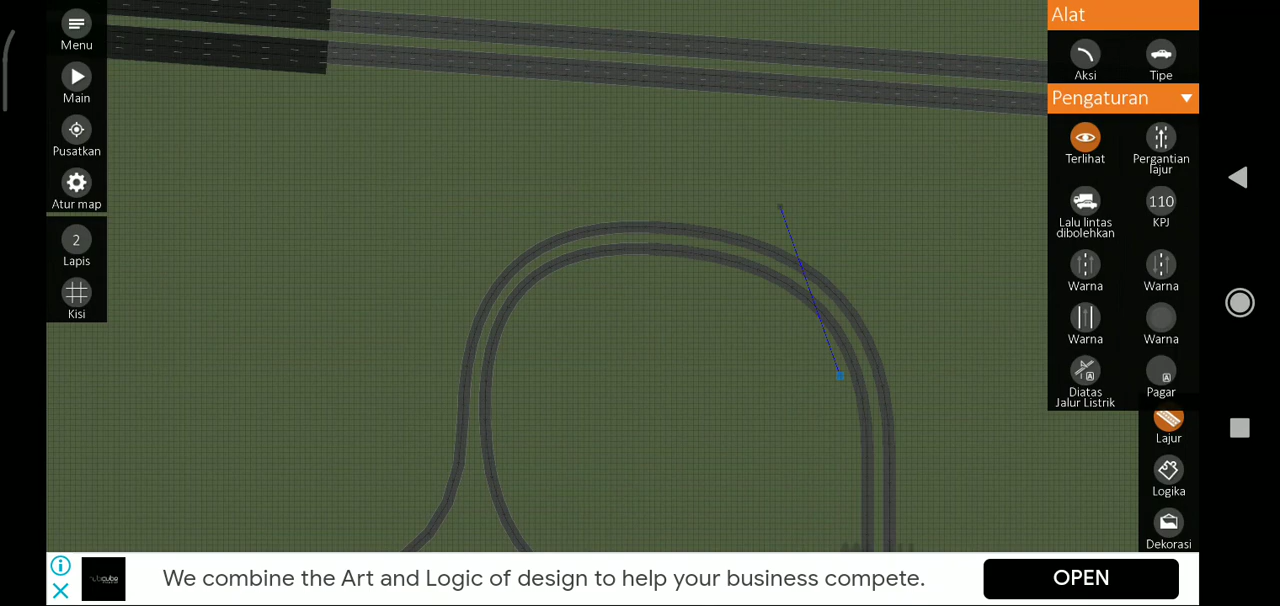 Menu
Main
Pusatkan
Atur map
2
Lapis
Kisi
Alat
Aksi
Tipe
Pengaturan
Terlihat
Pergantian
lajur
Lalu lintas
dibolehkan
110
KPJ
Warna
Warna
Warna
Warna
A
Diatas
Jalur Listrik
A
Pagar
Lajur
Logika
Dekorasi
We combine the Art and Logic of design to help your business compete.
OPEN